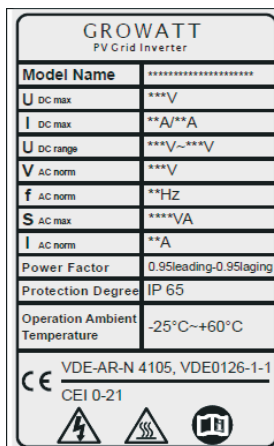 GROWATT
PV Grid Inverter
Model Name *********************
U DC max ***V
I DC max **A/**A
U DC range ***V~***V
V AC norm ***V
f AC norm **Hz
S AC max ****VA
I AC norm **A
Power Factor 0.95leading-0.95laging
Protection Degree IP 65
Operation Ambient Temperature -25°C~+60°C
CE VDE-AR-N 4105, VDE0126-1-1
CEI 0-21